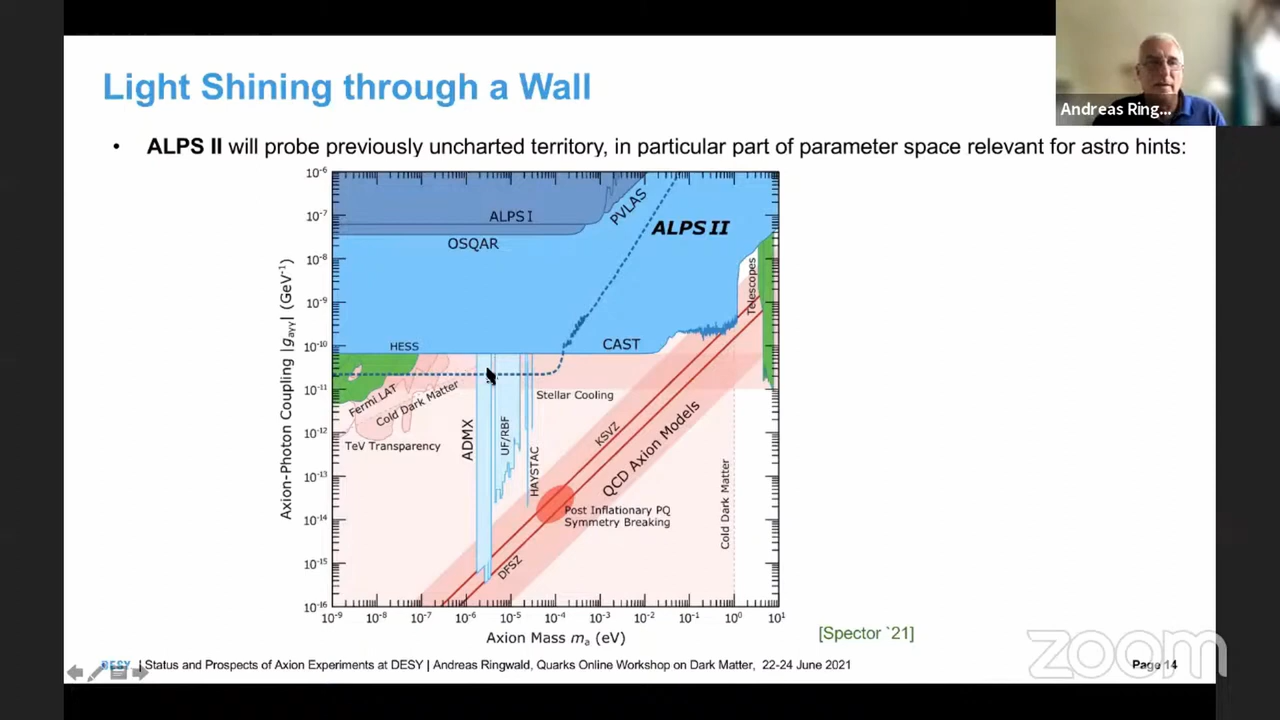 Light Shining through a Wall
Andreas Ring...
• ALPS II will probe previously uncharted territory, in particular part of parameter space relevant for astro hints:
Axion-Photon Coupling |gaγγ| (GeV⁻¹)
10⁻⁶
10⁻⁷
10⁻⁸
10⁻⁹
10⁻¹⁰
10⁻¹¹
10⁻¹²
10⁻¹³
10⁻¹⁴
10⁻¹⁵
10⁻¹⁶
ALPS I
PVLAS
ALPS II
OSQAR
Telescopes
HESS
CAST
Fermi LAT
Cold Dark Matter
Stellar Cooling
TeV Transparency
ADMX
UF/RBF
HAYSTAC
KSVZ
QCD Axion Models
Post Inflationary PQ
Symmetry Breaking
Cold Dark Matter
DFSZ
10⁻⁹ 10⁻⁸ 10⁻⁷ 10⁻⁶ 10⁻⁵ 10⁻⁴ 10⁻³ 10⁻² 10⁻¹ 10⁰ 10¹
Axion Mass ma (eV)
[Spector `21]
DESY. | Status and Prospects of Axion Experiments at DESY | Andreas Ringwald, Quarks Online Workshop on Dark Matter, 22-24 June 2021
Page 14
zoom